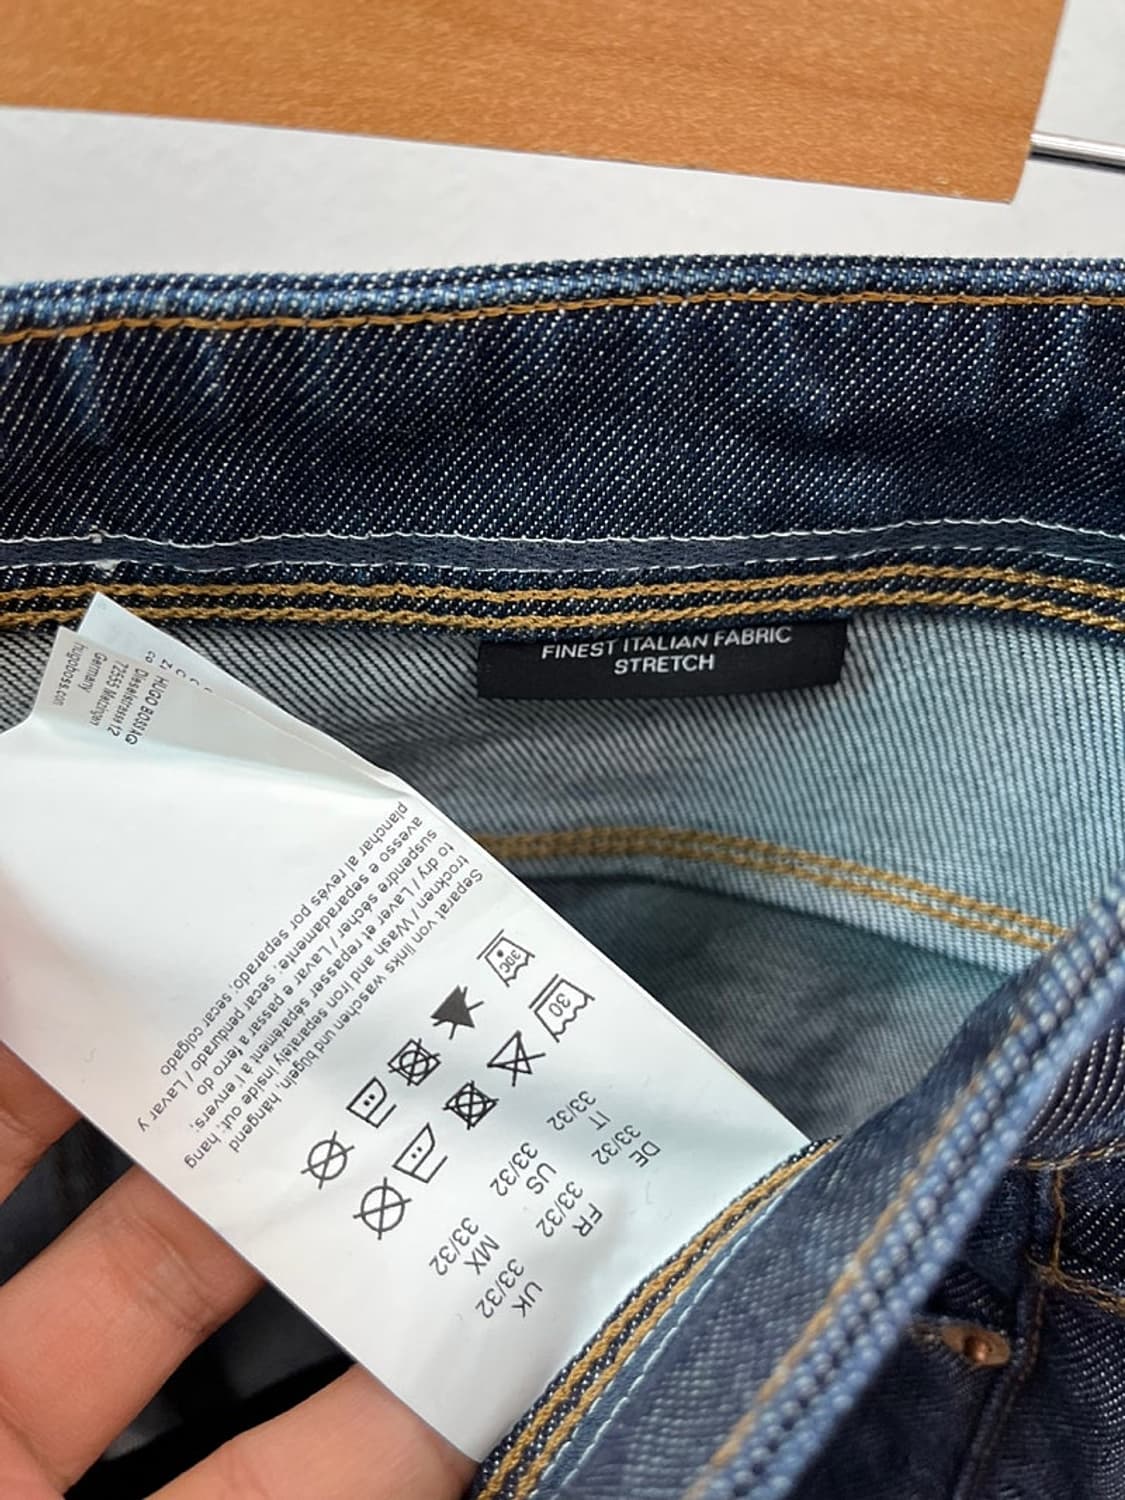 FINEST ITALIAN FABRIC
STRETCH
HUGO BOSS AG
Dieselstrasse 12
72555 Metzingen
Germany
hugoboss.com
DE
33/32
FR
33/32
UK
33/32
IT
33/32
US
33/32
MX
33/32
30
30C
Separat von links waschen und bügeln, hängend
trocknen / Wash and iron separately inside out, hang
to dry / Laver et repasser séparément à l'envers,
suspendre sécher / Lavar e passar a ferro do
avesso e separadamente; secar pendurado / Lavar y
planchar al revés por separado; secar colgado